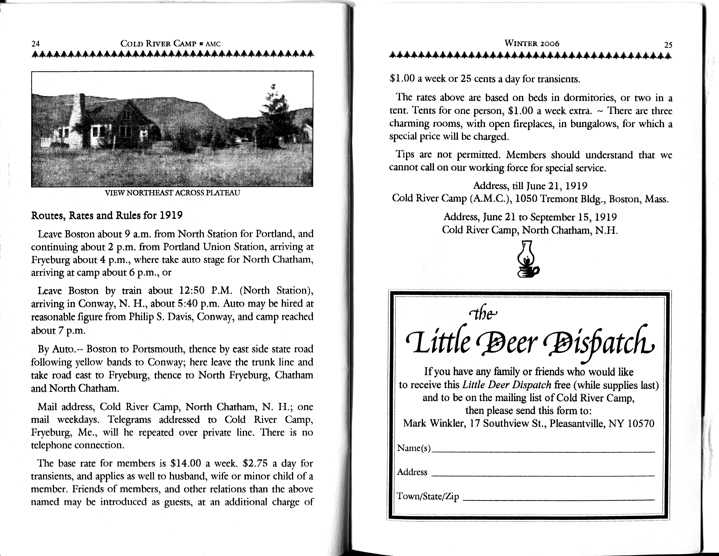 24
COLD RIVER CAMP ■ AMC
VIEW NORTHEAST ACROSS PLATEAU
Routes, Rates and Rules for 1919
Leave Boston about 9 a.m. from North Station for Portland, and
continuing about 2 p.m. from Portland Union Station, arriving at
Fryeburg about 4 p.m., where take auto stage for North Chatham,
arriving at camp about 6 p.m., or
Leave Boston by train about 12:50 P.M. (North Station),
arriving in Conway, N. H., about 5:40 p.m. Auto may be hired at
reasonable figure from Philip S. Davis, Conway, and camp reached
about 7 p.m.
By Auto.-- Boston to Portsmouth, thence by east side state road
following yellow bands to Conway; here leave the trunk line and
take road east to Fryeburg, thence to North Fryeburg, Chatham
and North Chatham.
Mail address, Cold River Camp, North Chatham, N. H.; one
mail weekdays. Telegrams addressed to Cold River Camp,
Fryeburg, Me., will he repeated over private line. There is no
telephone connection.
The base rate for members is $14.00 a week. $2.75 a day for
transients, and applies as well to husband, wife or minor child of a
member. Friends of members, and other relations than the above
named may be introduced as guests, at an additional charge of
WINTER 2006
25
$1.00 a week or 25 cents a day for transients.
The rates above are based on beds in dormitories, or two in a
tent. Tents for one person, $1.00 a week extra. ~ There are three
charming rooms, with open fireplaces, in bungalows, for which a
special price will be charged.
Tips are not permitted. Members should understand that we
cannot call on our working force for special service.
Address, till June 21, 1919
Cold River Camp (A.M.C.), 1050 Tremont Bldg., Boston, Mass.
Address, June 21 to September 15, 1919
Cold River Camp, North Chatham, N.H.
the
Little Deer Dispatch
If you have any family or friends who would like
to receive this Little Deer Dispatch free (while supplies last)
and to be on the mailing list of Cold River Camp,
then please send this form to:
Mark Winkler, 17 Southview St., Pleasantville, NY 10570
Name(s)
Address
Town/State/Zip